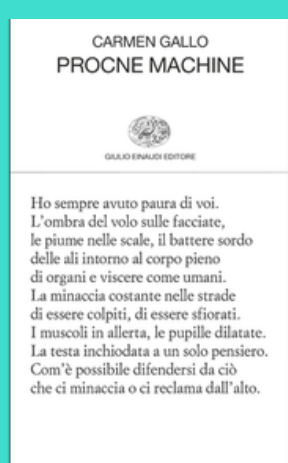 CARMEN GALLO
PROCNE MACHINE
GIULIO EINAUDI EDITORE
Ho sempre avuto paura di voi.
L'ombra del volo sulle facciate,
le piume nelle scale, il battere sordo
delle ali intorno al corpo pieno
di organi e viscere come umani.
La minaccia costante nelle strade
di essere colpiti, di essere sfiorati.
I muscoli in allerta, le pupille dilatate.
La testa inchiodata a un solo pensiero.
Com'è possibile difendersi da ciò
che ci minaccia o ci reclama dall'alto.